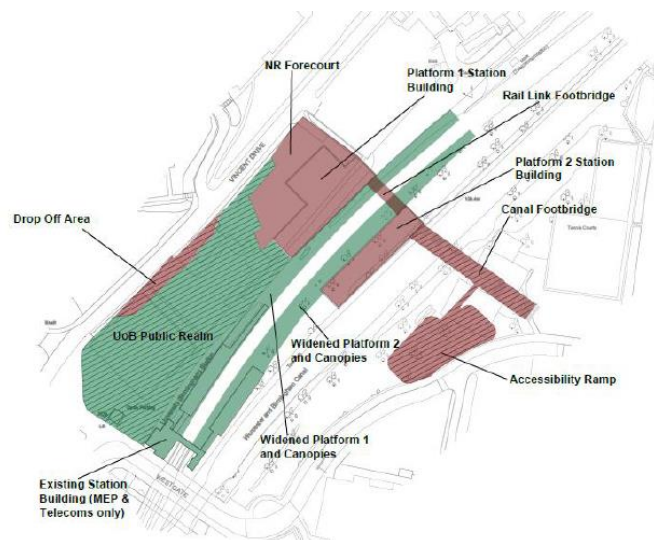 NR Forecourt
Platform 1 Station
Building
Rail Link Footbridge
Platform 2 Station
Building
VINCENT DRIVE
Canal Footbridge
Drop Off Area
Tennis Courts
UoB Public Realm
Widened Platform 2
and Canopies
Worcester and Birmingham Canal
Accessibility Ramp
Widened Platform 1
and Canopies
Existing Station
Building (MEP &
Telecoms only)
WESTGATE